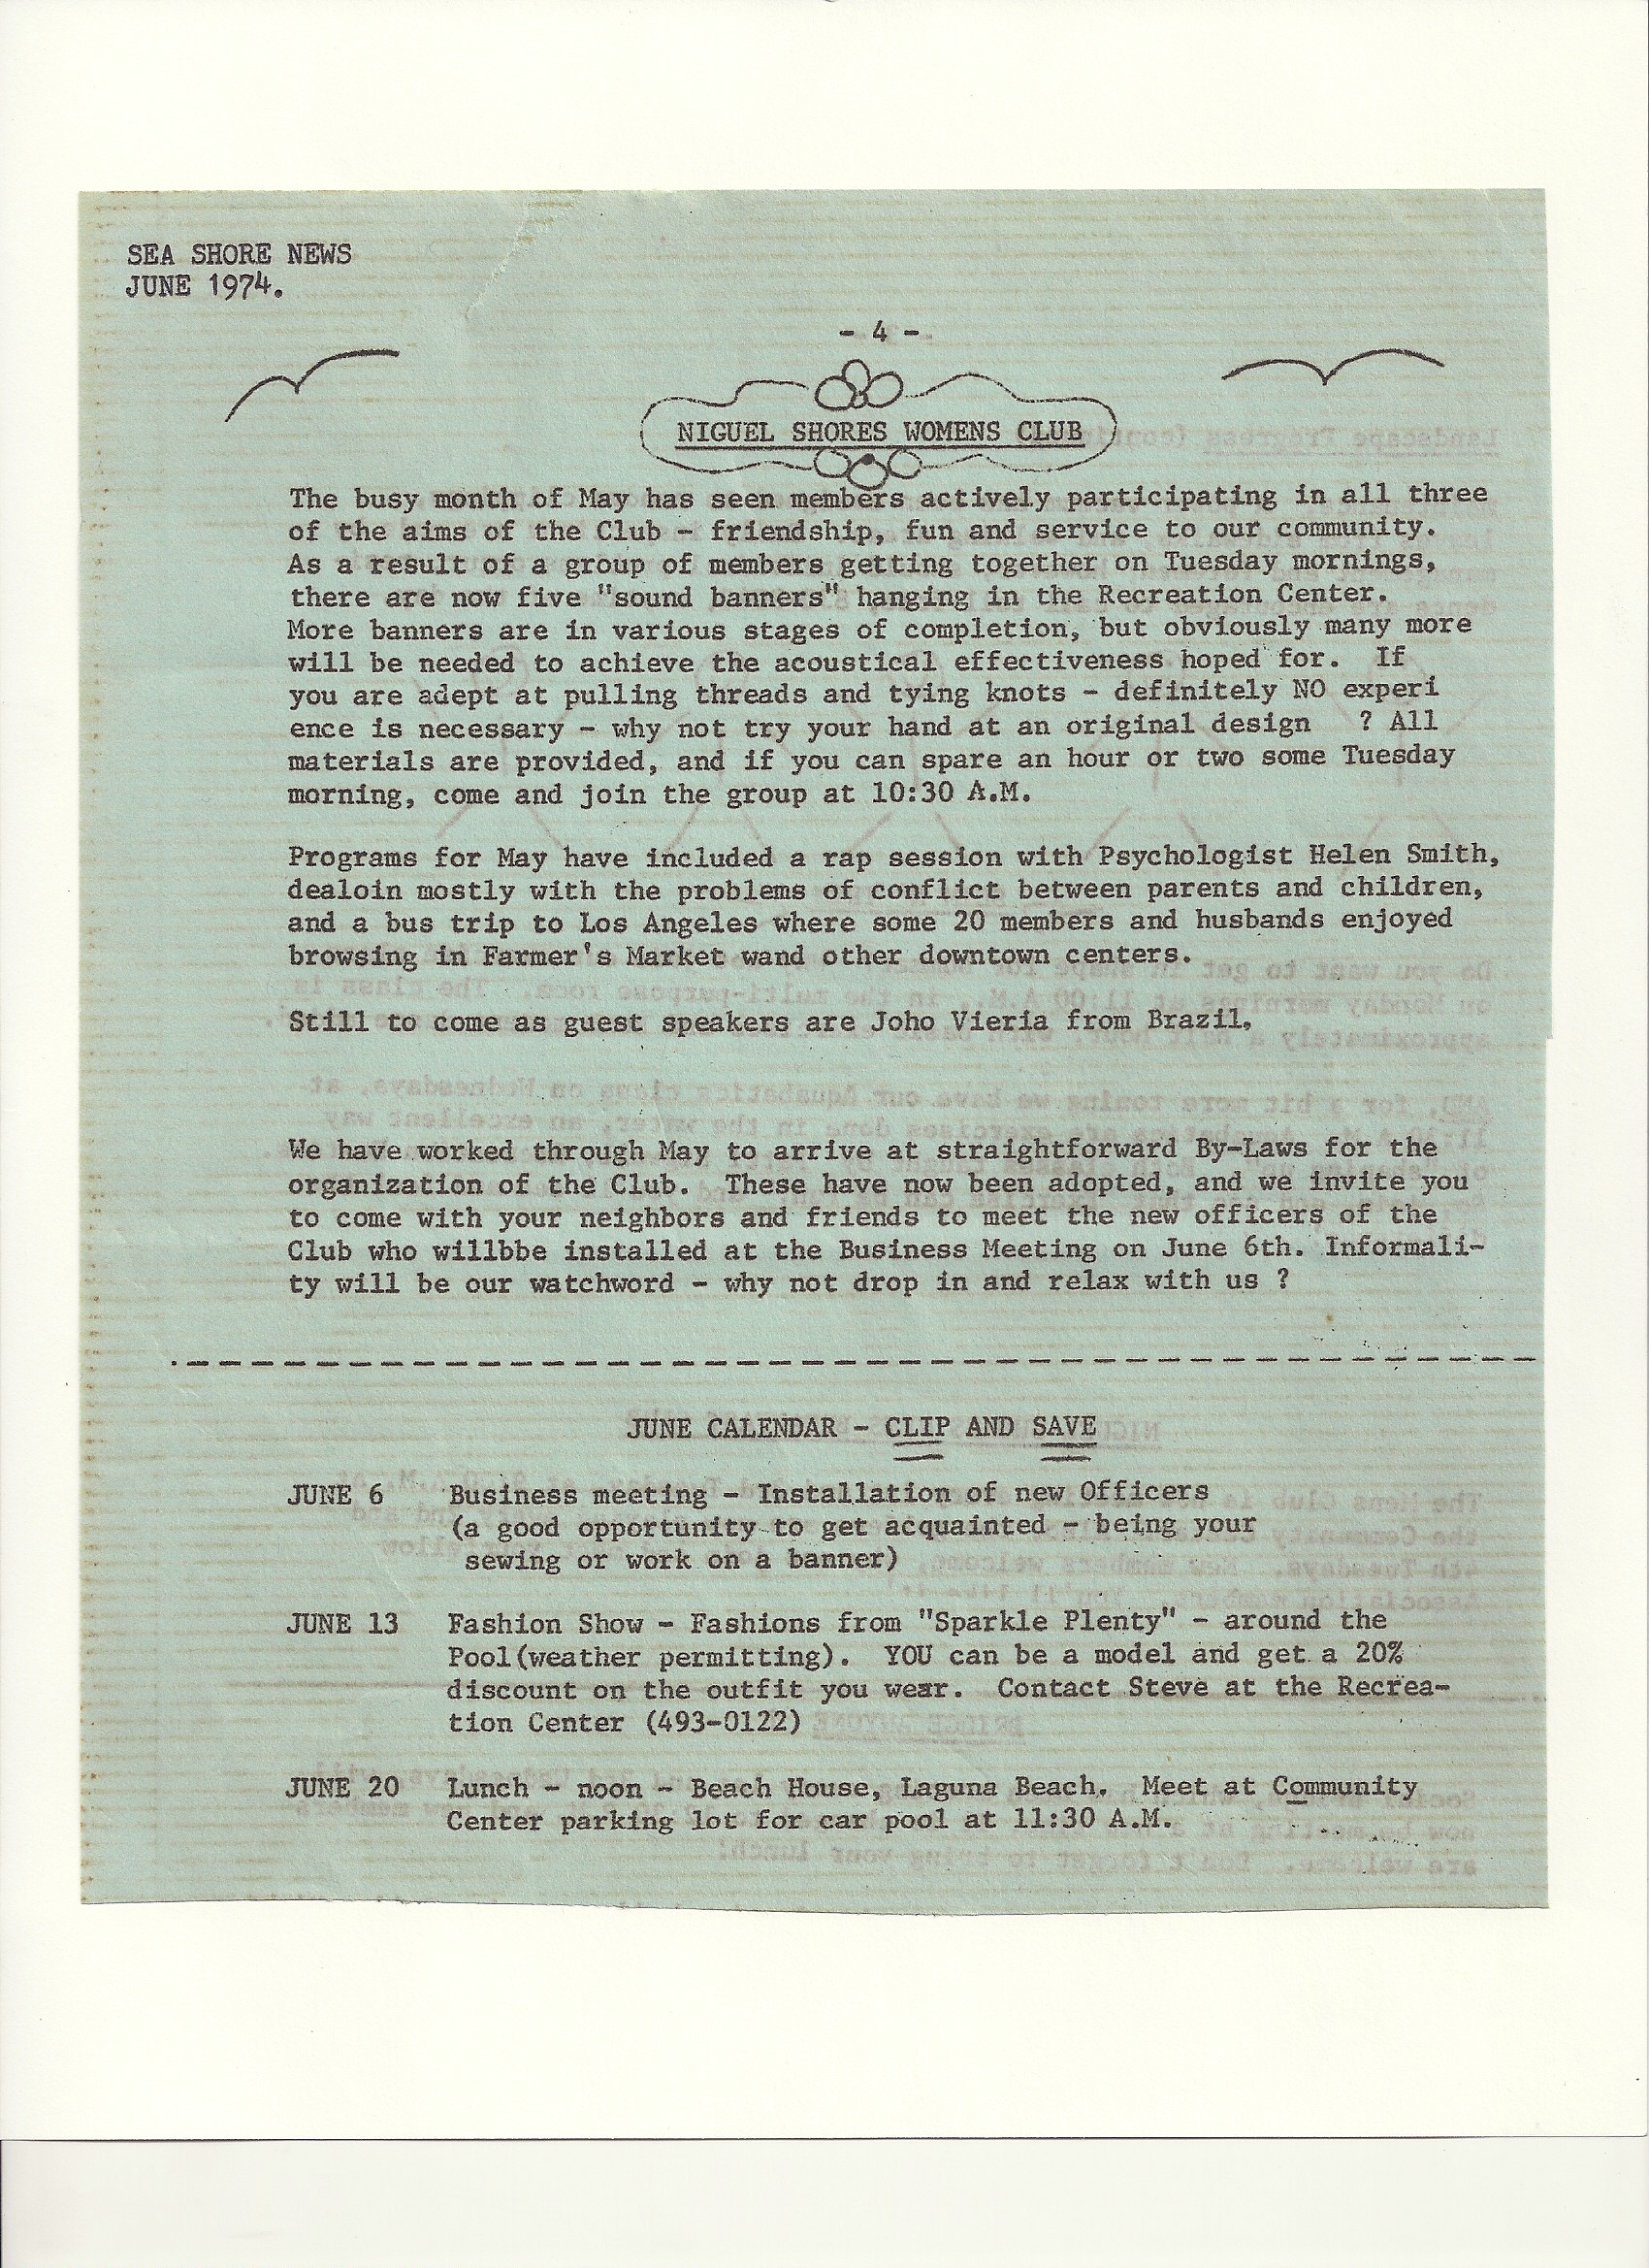 SEA SHORE NEWS
JUNE 1974.
- 4 -
NIGUEL SHORES WOMENS CLUB
The busy month of May has seen members actively participating in all three
of the aims of the Club - friendship, fun and service to our community.
As a result of a group of members getting together on Tuesday mornings,
there are now five "sound banners" hanging in the Recreation Center.
More banners are in various stages of completion, but obviously many more
will be needed to achieve the acoustical effectiveness hoped for.  If
you are adept at pulling threads and tying knots - definitely NO experi
ence is necessary - why not try your hand at an original design   ? All
materials are provided, and if you can spare an hour or two some Tuesday
morning, come and join the group at 10:30 A.M.
Programs for May have included a rap session with Psychologist Helen Smith,
dealoin mostly with the problems of conflict between parents and children,
and a bus trip to Los Angeles where some 20 members and husbands enjoyed
browsing in Farmer's Market wand other downtown centers.
Still to come as guest speakers are Joho Vieria from Brazil,
We have worked through May to arrive at straightforward By-Laws for the
organization of the Club.  These have now been adopted, and we invite you
to come with your neighbors and friends to meet the new officers of the
Club who willbbe installed at the Business Meeting on June 6th. Informali-
ty will be our watchword - why not drop in and relax with us ?
JUNE CALENDAR - CLIP AND SAVE
JUNE 6    Business meeting - Installation of new Officers
(a good opportunity to get acquainted - being your
sewing or work on a banner)
JUNE 13   Fashion Show - Fashions from "Sparkle Plenty" - around the
Pool(weather permitting).  YOU can be a model and get a 20%
discount on the outfit you wear.  Contact Steve at the Recrea-
tion Center (493-0122)
JUNE 20   Lunch - noon - Beach House, Laguna Beach.  Meet at Community
Center parking lot for car pool at 11:30 A.M.